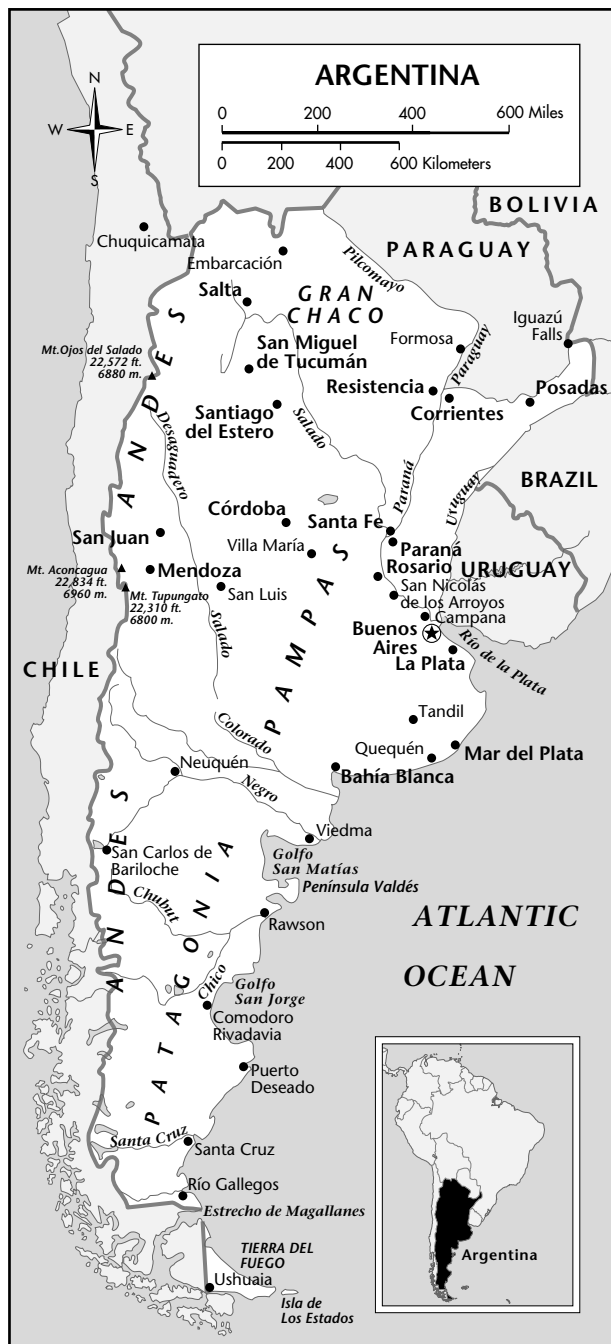 ARGENTINA
0 200 400 600 Miles
0 200 400 600 Kilometers
N
W E
S
BOLIVIA
PARAGUAY
Chuquicamata
Embarcación
Pilcomayo
Salta
GRAN
CHACO
Iguazú
Falls
Formosa
Paraguay
Mt.Ojos del Salado
22,572 ft.
6880 m.
San Miguel
de Tucumán
Resistencia
Corrientes
Posadas
Santiago
del Estero
Salado
Desaguadero
ANDES
Paraná
Uruguay
BRAZIL
Córdoba
Santa Fe
San Juan
Villa María
Paraná
Rosario
URUGUAY
Mt. Aconcagua
22,834 ft.
6960 m.
Mendoza
Mt. Tupungato
22,310 ft.
6800 m.
San Luis
San Nicolás
de los Arroyos
Campana
Salado
PAMPAS
Buenos
Aires
Río de la Plata
La Plata
CHILE
Tandil
Colorado
Quequén
Mar del Plata
Neuquén
Bahía Blanca
Negro
Viedma
San Carlos de
Bariloche
Golfo
San Matías
Península Valdés
Chubut
Rawson
ANDES
PATAGONIA
ATLANTIC
OCEAN
Chico
Golfo
San Jorge
Comodoro
Rivadavia
Puerto
Deseado
Santa Cruz
Santa Cruz
Río Gallegos
Estrecho de Magallanes
TIERRA DEL
FUEGO
Ushuaia
Isla de
Los Estados
Argentina